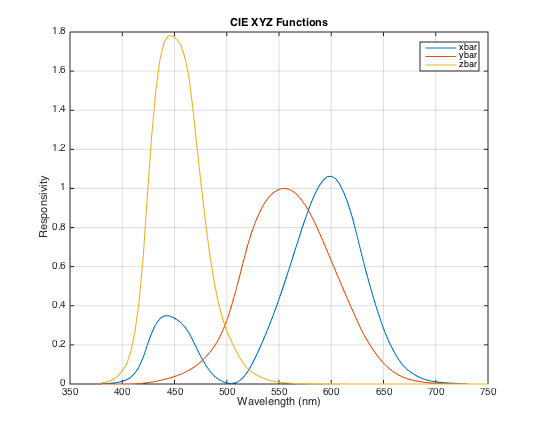 CIE XYZ Functions
1.8
1.6
1.4
1.2
1
0.8
0.6
0.4
0.2
0
Responsivity
350 400 450 500 550 600 650 700 750
Wavelength (nm)
xbar
ybar
zbar